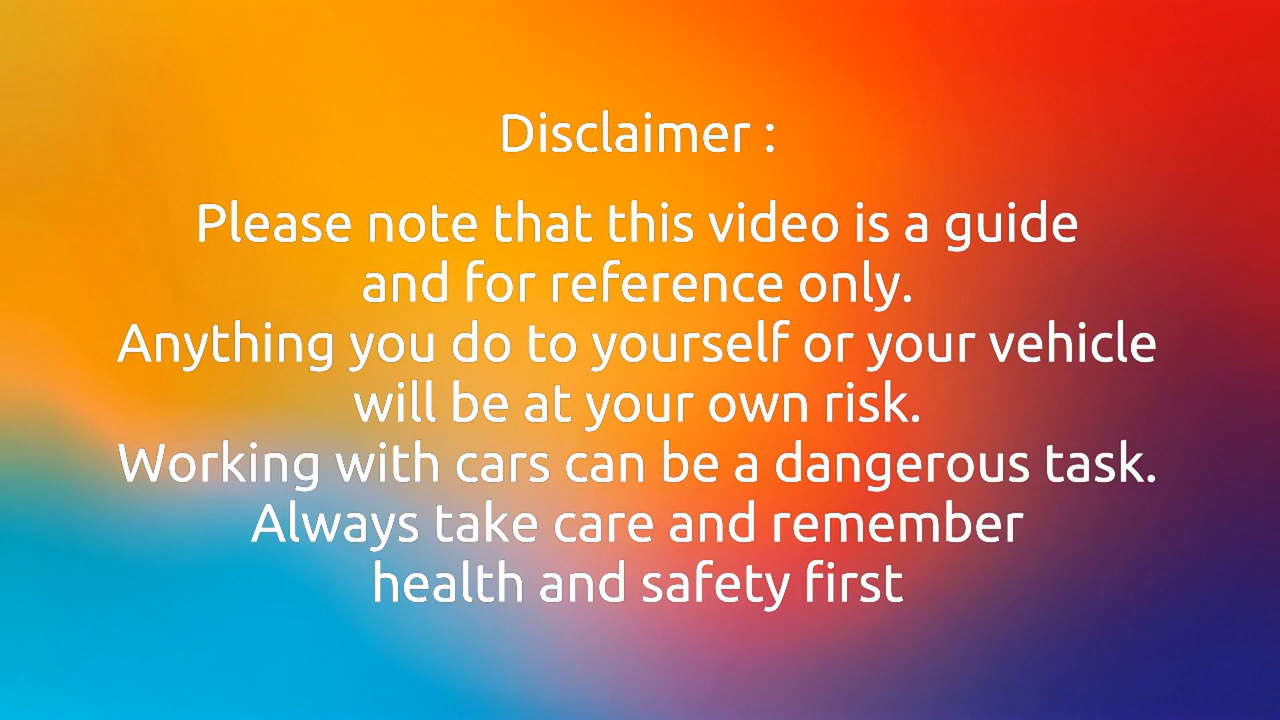 Disclaimer :
Please note that this video is a guide
and for reference only.
Anything you do to yourself or your vehicle
will be at your own risk.
Working with cars can be a dangerous task.
Always take care and remember
health and safety first